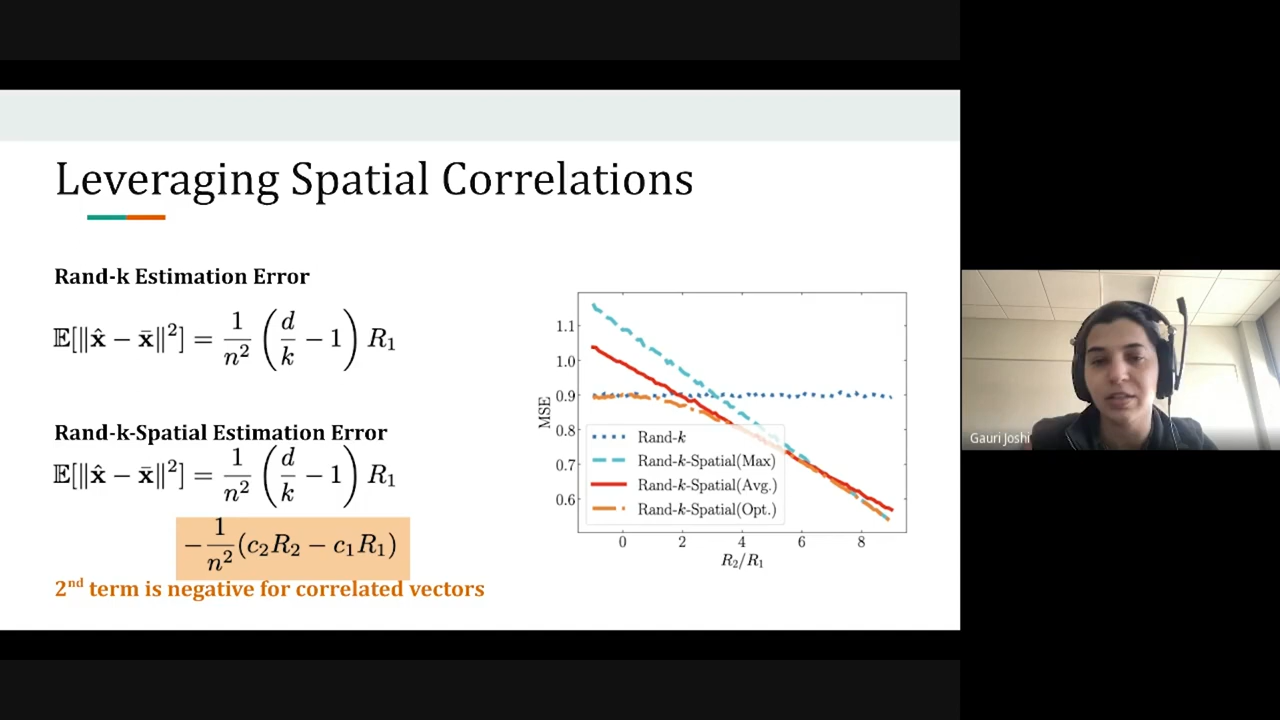 Leveraging Spatial Correlations
Rand-k Estimation Error
𝔼[‖x̂ − x̄‖²] = 1/n² (d/k − 1) R₁
Rand-k-Spatial Estimation Error
𝔼[‖x̂ − x̄‖²] = 1/n² (d/k − 1) R₁
− 1/n² (c₂R₂ − c₁R₁)
2nd term is negative for correlated vectors
MSE
1.1
1.0
0.9
0.8
0.7
0.6
Rand-k
Rand-k-Spatial(Max)
Rand-k-Spatial(Avg.)
Rand-k-Spatial(Opt.)
0 2 4 6 8
R₂/R₁
Gauri Joshi